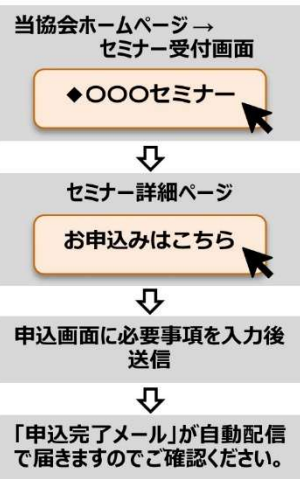 当協会ホームページ→
セミナー受付画面
◆〇〇〇セミナー
セミナー詳細ページ
お申込みはこちら
申込画面に必要事項を入力後
送信
「申込完了メール」が自動配信
で届きますのでご確認ください。